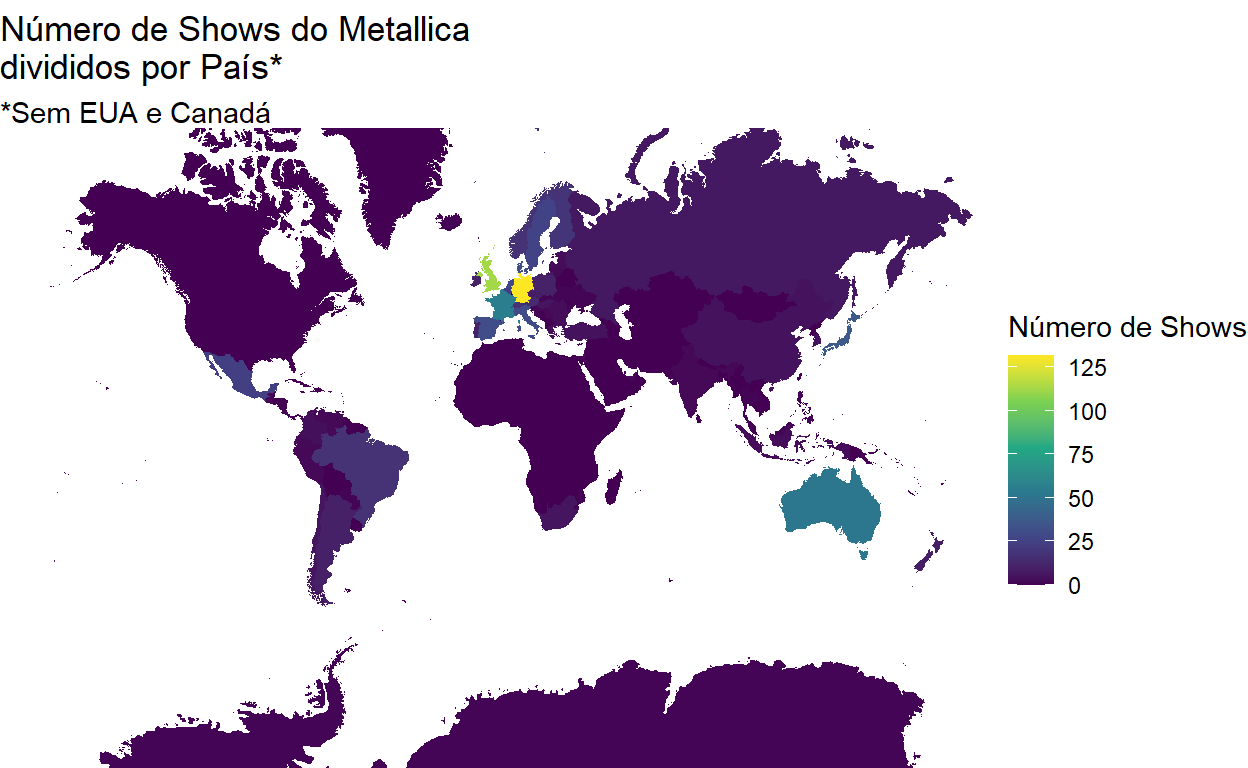 Número de Shows do Metallica
divididos por País*
*Sem EUA e Canadá
Número de Shows
125
100
75
50
25
0